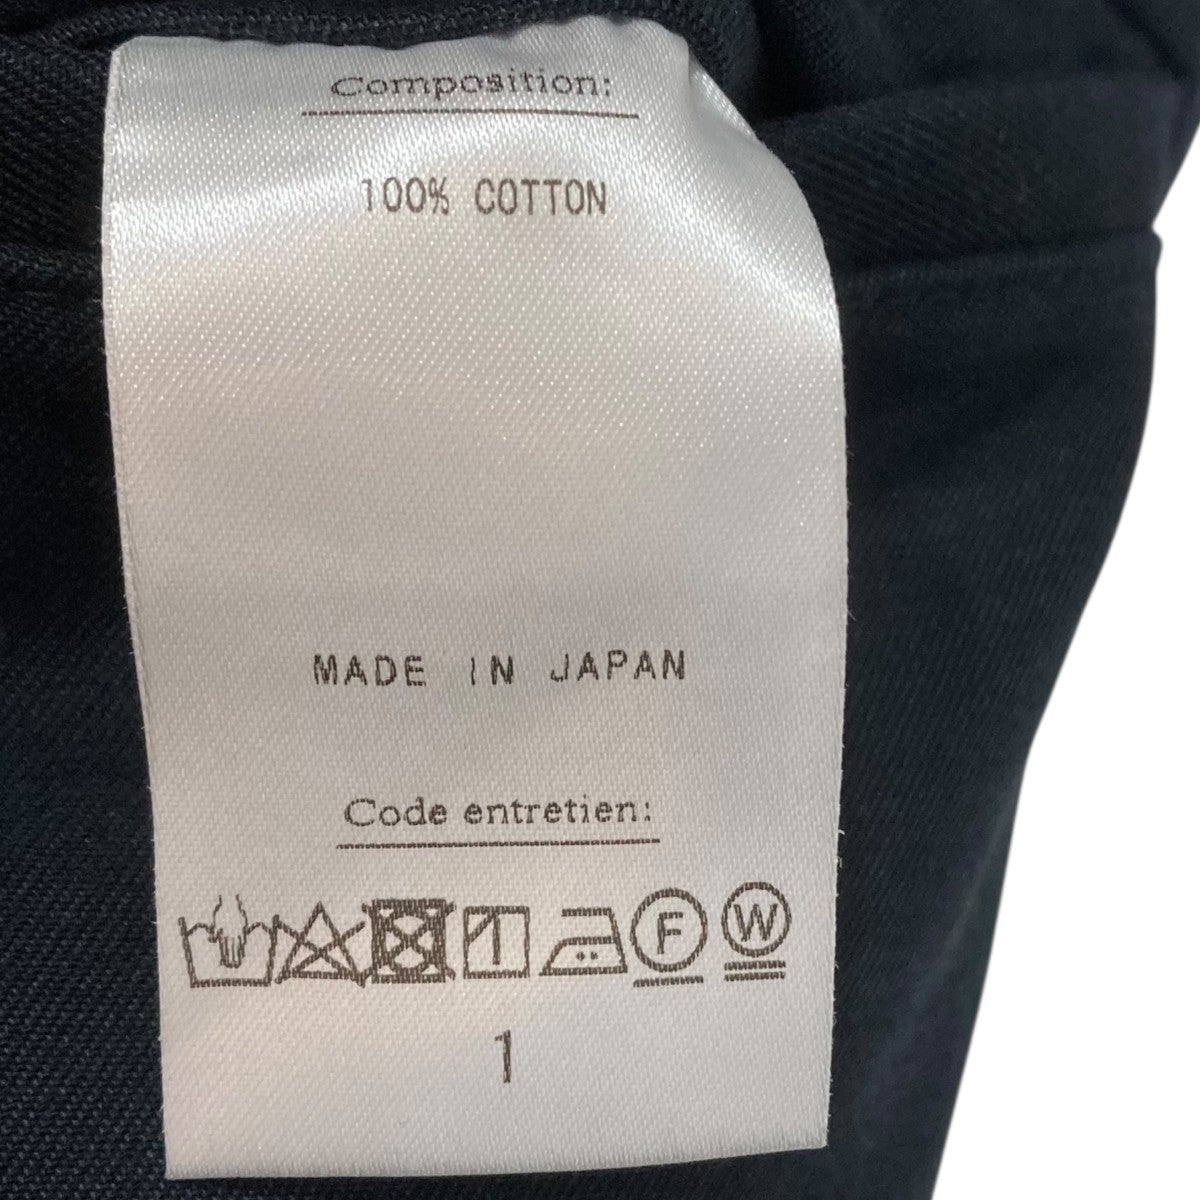 Composition:
100% COTTON
MADE IN JAPAN
Code entretien:
F W
1